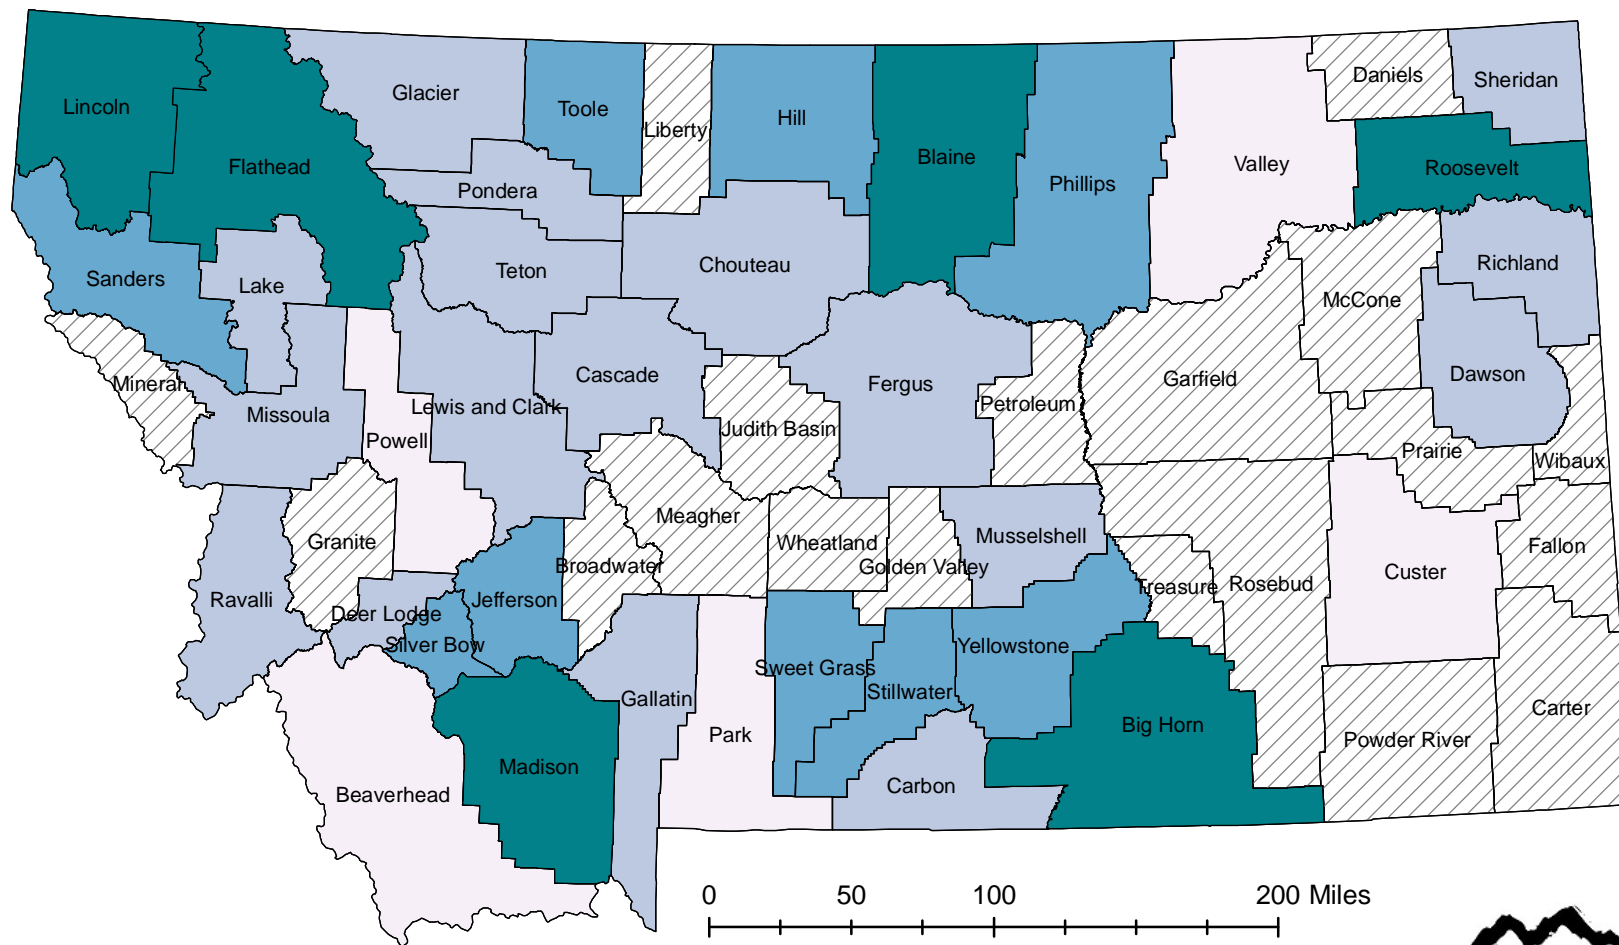 Daniels
Sheridan
Glacier
Lincoln
Toole
Hill
Liberty
Blaine
Flathead
Valley
Roosevelt
Phillips
Pondera
Richland
Chouteau
Teton
Sanders
Lake
McCone
Dawson
Cascade
Garfield
Mineral
Fergus
Petroleum
Lewis and Clark
Missoula
Judith Basin
Powell
Prairie
Wibaux
Meagher
Musselshell
Granite
Wheatland
Fallon
Broadwater
Golden Valley
Custer
Rosebud
Treasure
Ravalli
Jefferson
Deer Lodge
Silver Bow
Yellowstone
Sweet Grass
Stillwater
Gallatin
Carter
Big Horn
Park
Powder River
Madison
Carbon
Beaverhead
0 50 100 200 Miles